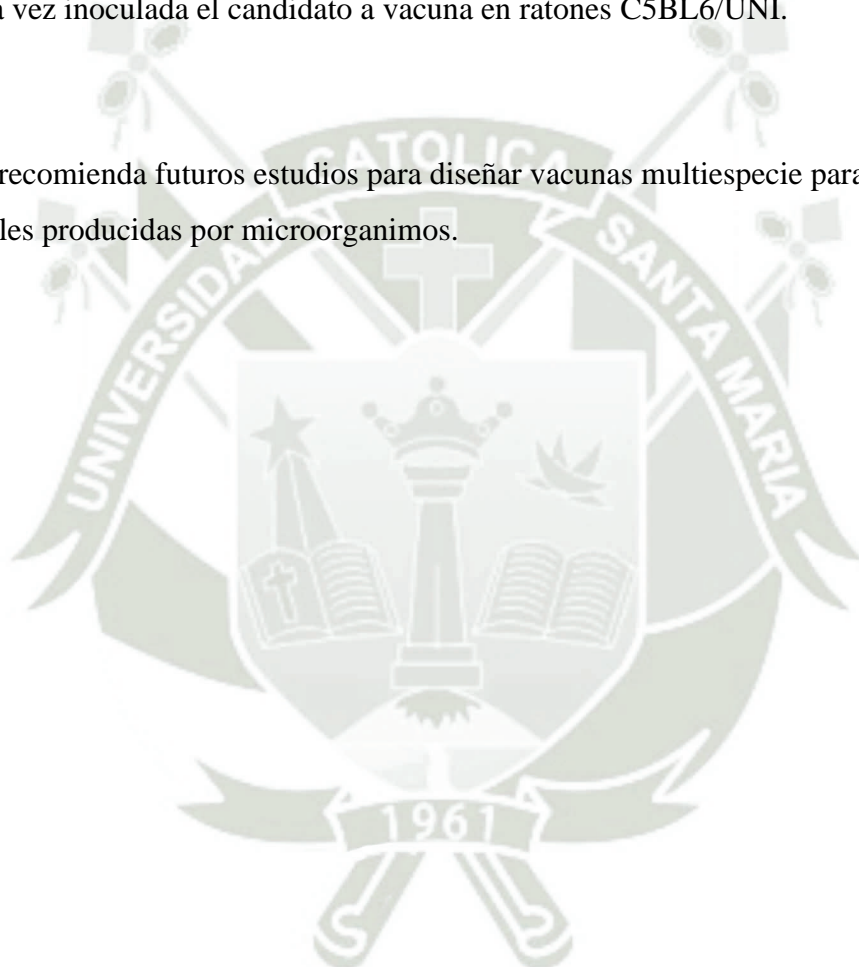 vez inoculada el candidato a vacuna en ratones C5BL6/UNI.
recomienda futuros estudios para diseñar vacunas multiespecie para
les producidas por microorganimos.
UNIVERSIDAD CATOLICA SANTA MARIA
1961